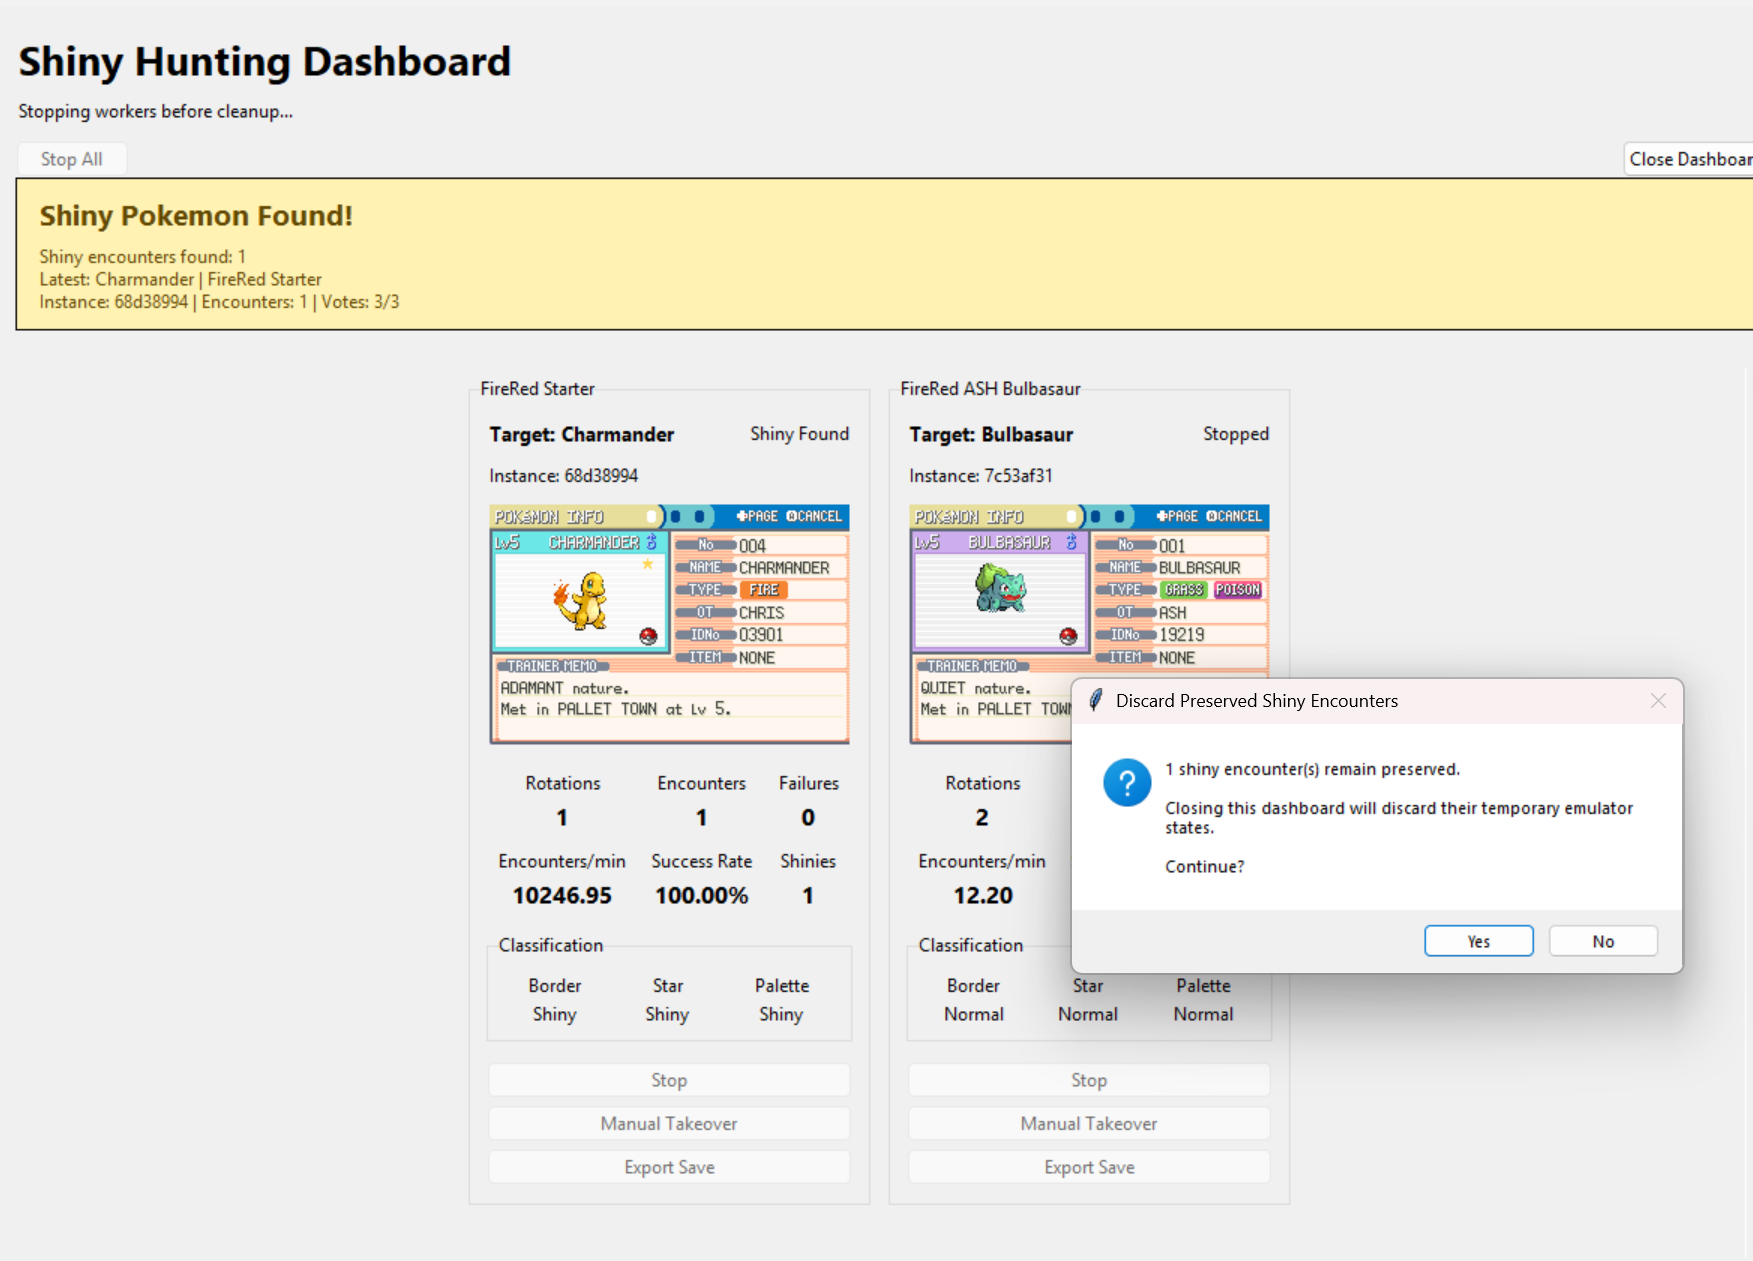 Shiny Hunting Dashboard
Stopping workers before cleanup...
Stop All
Close Dashboar
Shiny Pokemon Found!
Shiny encounters found: 1
Latest: Charmander | FireRed Starter
Instance: 68d38994 | Encounters: 1 | Votes: 3/3
FireRed Starter
Target: Charmander Shiny Found
Instance: 68d38994
POKéMON INFO PAGE CANCEL
Lv5 CHARMANDER♂
No 004
NAME CHARMANDER
TYPE FIRE
OT CHRIS
IDNo 03901
ITEM NONE
TRAINER MEMO
ADAMANT nature.
Met in PALLET TOWN at Lv 5.
Rotations Encounters Failures
1 1 0
Encounters/min Success Rate Shinies
10246.95 100.00% 1
Classification
Border Star Palette
Shiny Shiny Shiny
Stop
Manual Takeover
Export Save
FireRed ASH Bulbasaur
Target: Bulbasaur Stopped
Instance: 7c53af31
POKéMON INFO PAGE CANCEL
Lv5 BULBASAUR ♂
No 001
NAME BULBASAUR
TYPE GRASS POISON
OT ASH
IDNo 19219
ITEM NONE
TRAINER MEMO
QUIET nature.
Met in PALLET TOW
Rotations
2
Encounters/min
12.20
Classification
Border Star Palette
Normal Normal Normal
Stop
Manual Takeover
Export Save
Discard Preserved Shiny Encounters
1 shiny encounter(s) remain preserved.
Closing this dashboard will discard their temporary emulator
states.
Continue?
Yes No